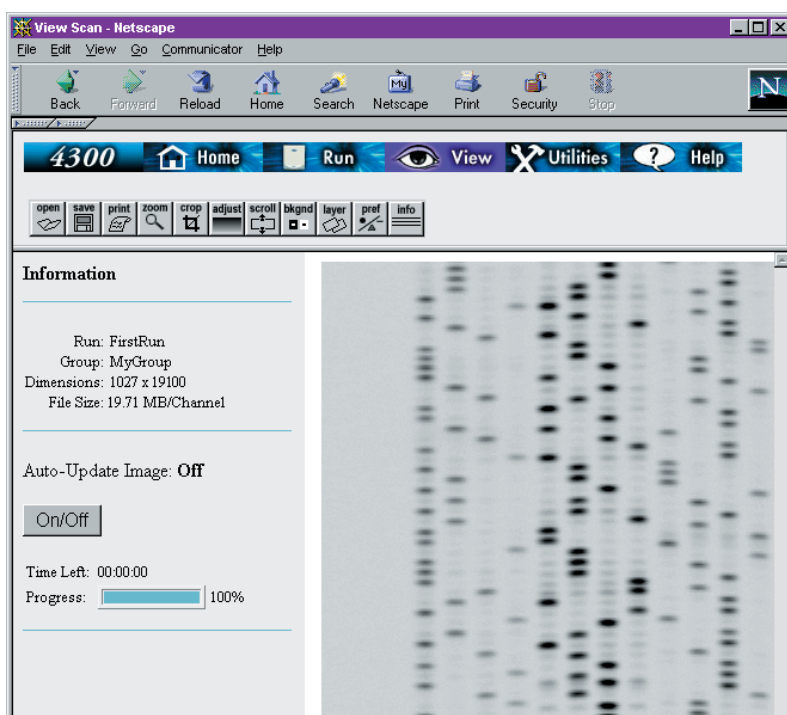 View Scan - Netscape
File Edit View Go Communicator Help
My N
Back Forward Reload Home Search Netscape Print Security Stop
4300 Home Run View Utilities ? Help
open save print zoom crop adjust scroll bkgnd layer pref info
Information
Run: FirstRun
Group: MyGroup
Dimensions: 1027 x 19100
File Size: 19.71 MB/Channel
Auto-Update Image: Off
On/Off
Time Left: 00:00:00
Progress: 100%